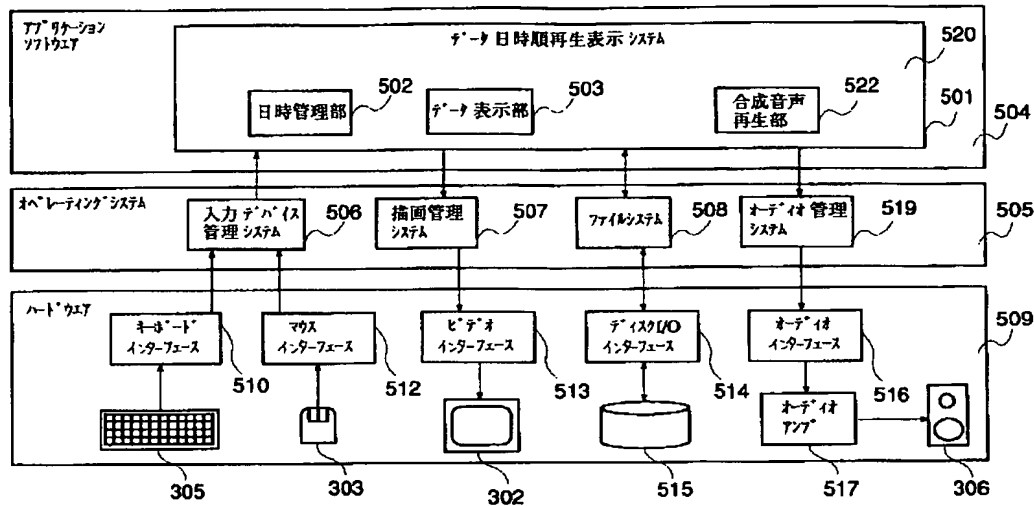 アプリケーション
ソフトウェア
データ日時順再生表示システム
520
502
日時管理部
503
データ表示部
522
合成音声
再生部
501
504
オペレーティングシステム
入力デバイス
管理システム
506
描画管理
システム
507
ファイルシステム
508
オーディオ管理
システム
519
505
ハードウエア
キーボード
インターフェース
510
マウス
インターフェース
512
ビデオ
インターフェース
513
ディスクI/O
インターフェース
514
オーディオ
インターフェース
516
509
オーディオ
アンプ
305
303
302
515
517
306